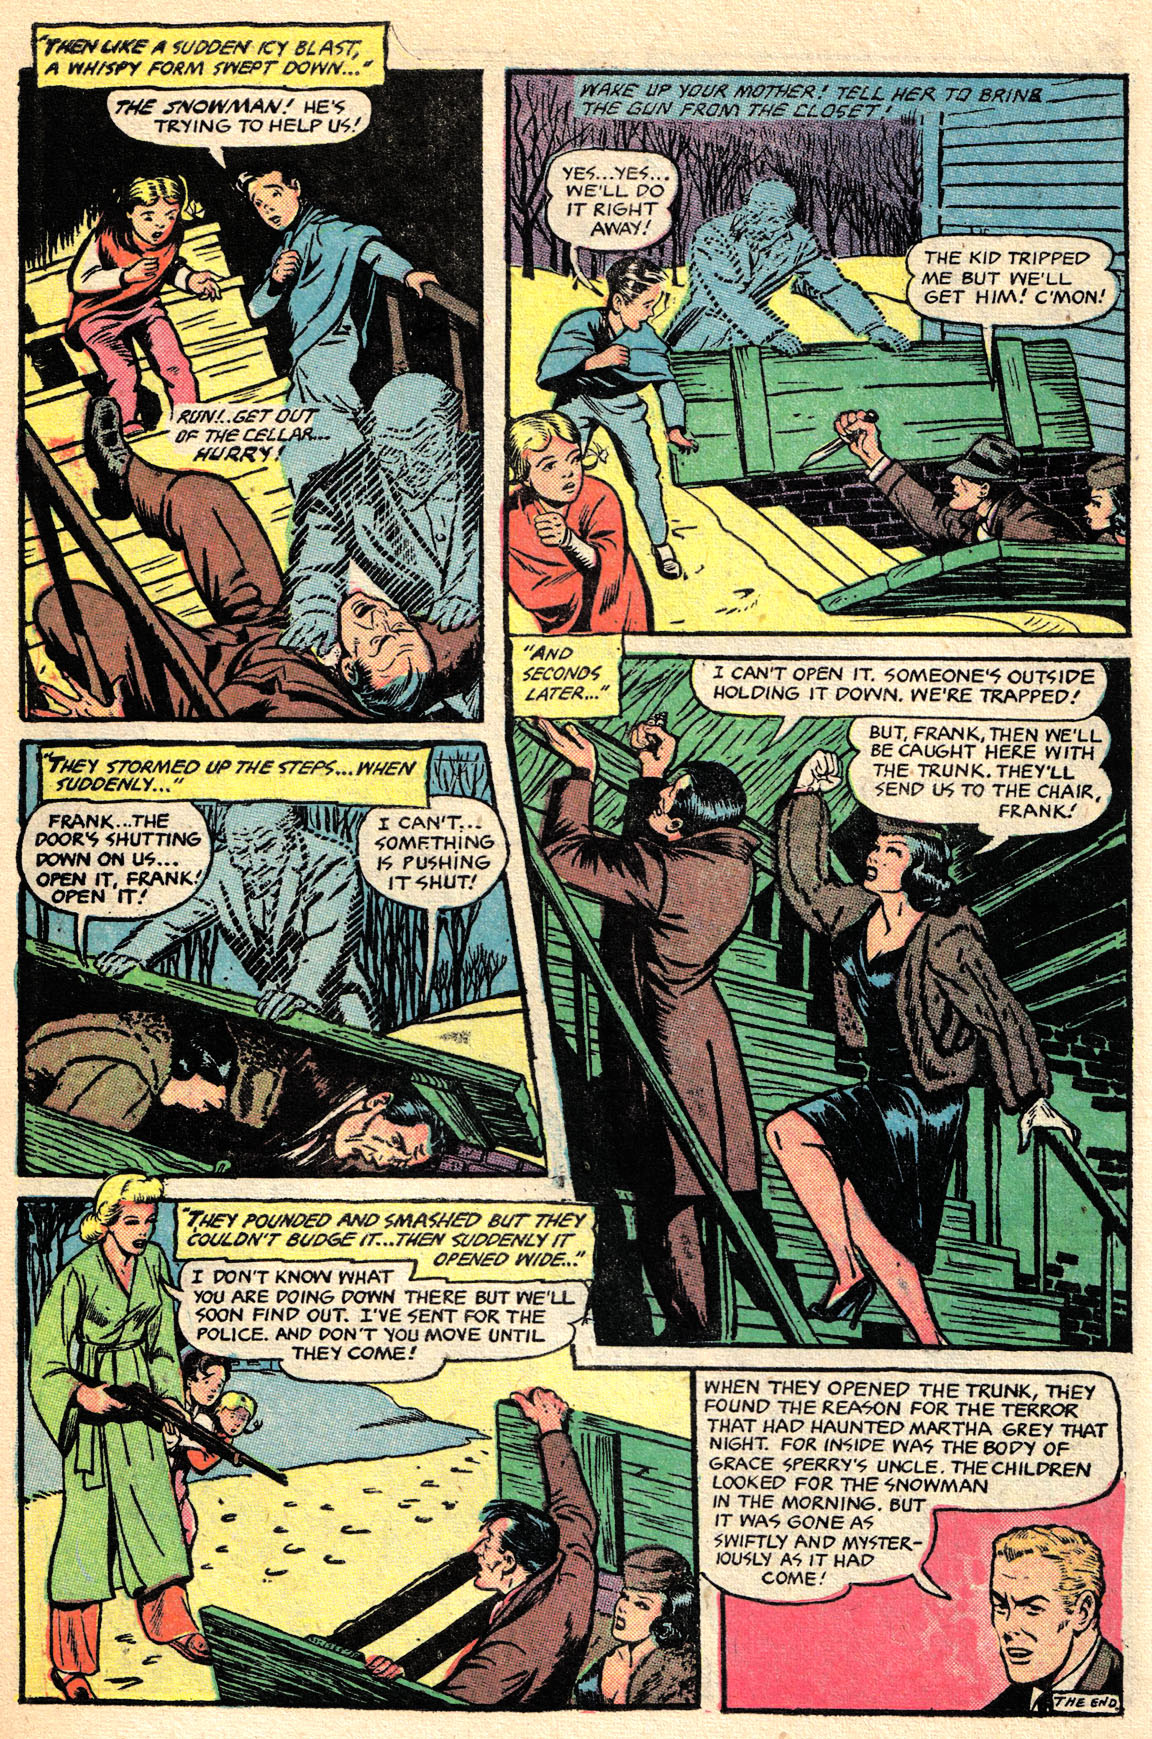 "THEN LIKE A SUDDEN ICY BLAST,
A WHISPY FORM SWEPT DOWN..."
THE SNOWMAN! HE'S
TRYING TO HELP US!
RUN!..GET OUT
OF THE CELLAR...
HURRY!
WAKE UP YOUR MOTHER! TELL HER TO BRING
THE GUN FROM THE CLOSET!
YES...YES...
WE'LL DO
IT RIGHT
AWAY!
THE KID TRIPPED
ME BUT WE'LL
GET HIM! C'MON!
"THEY STORMED UP THE STEPS...WHEN
SUDDENLY..."
FRANK...THE
DOOR'S SHUTTING
DOWN ON US...
OPEN IT, FRANK!
OPEN IT!
I CAN'T...
SOMETHING
IS PUSHING
IT SHUT!
"AND
SECONDS
LATER..."
I CAN'T OPEN IT. SOMEONE'S OUTSIDE
HOLDING IT DOWN. WE'RE TRAPPED!
BUT, FRANK, THEN WE'LL
BE CAUGHT HERE WITH
THE TRUNK. THEY'LL
SEND US TO THE CHAIR,
FRANK!
"THEY POUNDED AND SMASHED BUT THEY
COULDN'T BUDGE IT...THEN SUDDENLY IT
OPENED WIDE..."
I DON'T KNOW WHAT
YOU ARE DOING DOWN THERE BUT WE'LL
SOON FIND OUT. I'VE SENT FOR THE
POLICE. AND DON'T YOU MOVE UNTIL
THEY COME!
WHEN THEY OPENED THE TRUNK, THEY
FOUND THE REASON FOR THE TERROR
THAT HAD HAUNTED MARTHA GREY THAT
NIGHT. FOR INSIDE WAS THE BODY OF
GRACE SPERRY'S UNCLE. THE CHILDREN
LOOKED FOR THE SNOWMAN
IN THE MORNING. BUT
IT WAS GONE AS
SWIFTLY AND MYSTER-
IOUSLY AS IT HAD
COME!
THE END